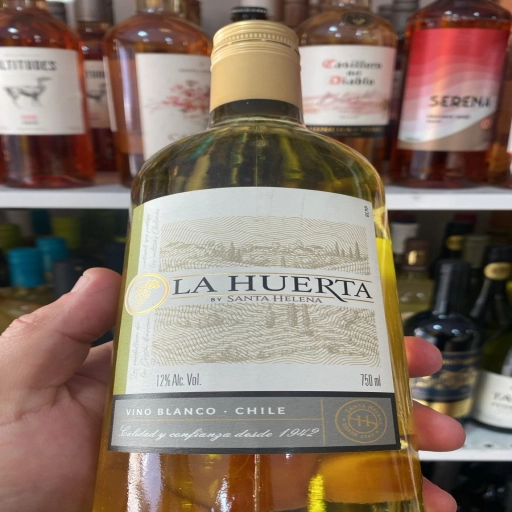 ALTITUDES
Casillero
del
Diablo
SERENA
LA HUERTA
BY SANTA HELENA
12% Alc. Vol.
750 ml
VINO BLANCO · CHILE
Calidad y confianza desde 1942